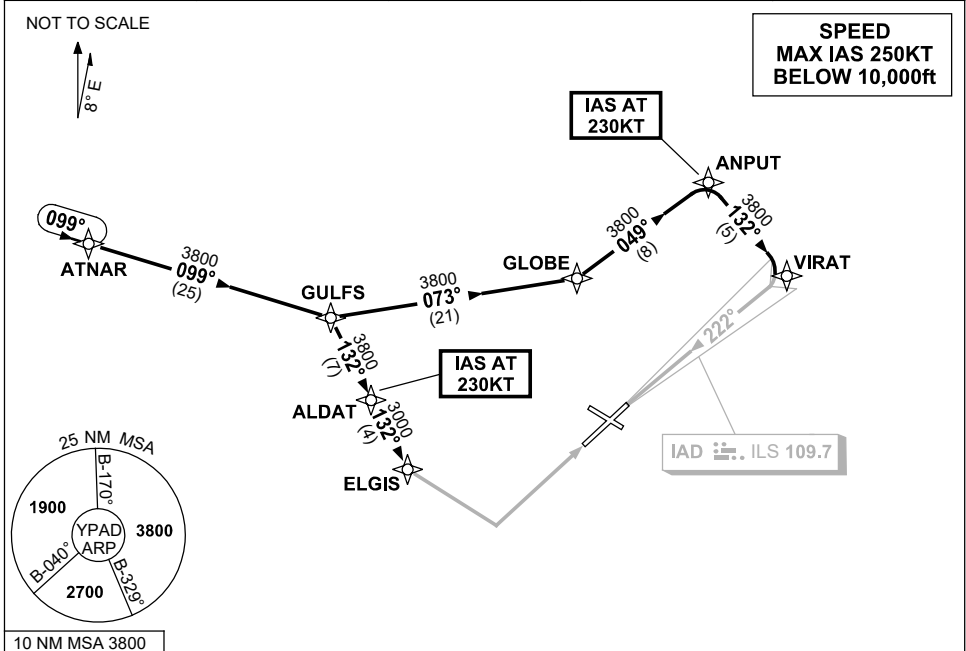 NOT TO SCALE
8° E
SPEED
MAX IAS 250KT
BELOW 10,000ft
IAS AT
230KT
ANPUT
099°
ATNAR
3800
099°
(25)
GULFS
3800
073°
(21)
GLOBE
3800
049°
(8)
3800
132°
(5)
VIRAT
222°
3800
132°
(7)
IAS AT
230KT
ALDAT
3000
132°
(4)
ELGIS
IAD ILS 109.7
25 NM MSA
B-170°
1900
YPAD
ARP
3800
B-040°
B-329°
2700
10 NM MSA 3800